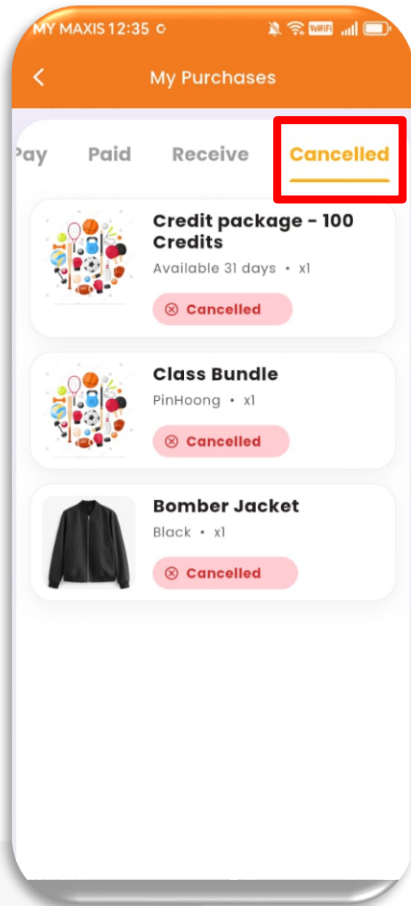 MY MAXIS 12:35
My Purchases
Pay Paid Receive Cancelled
Credit package - 100
Credits
Available 31 days • x1
Cancelled
Class Bundle
PinHoong • x1
Cancelled
Bomber Jacket
Black • x1
Cancelled